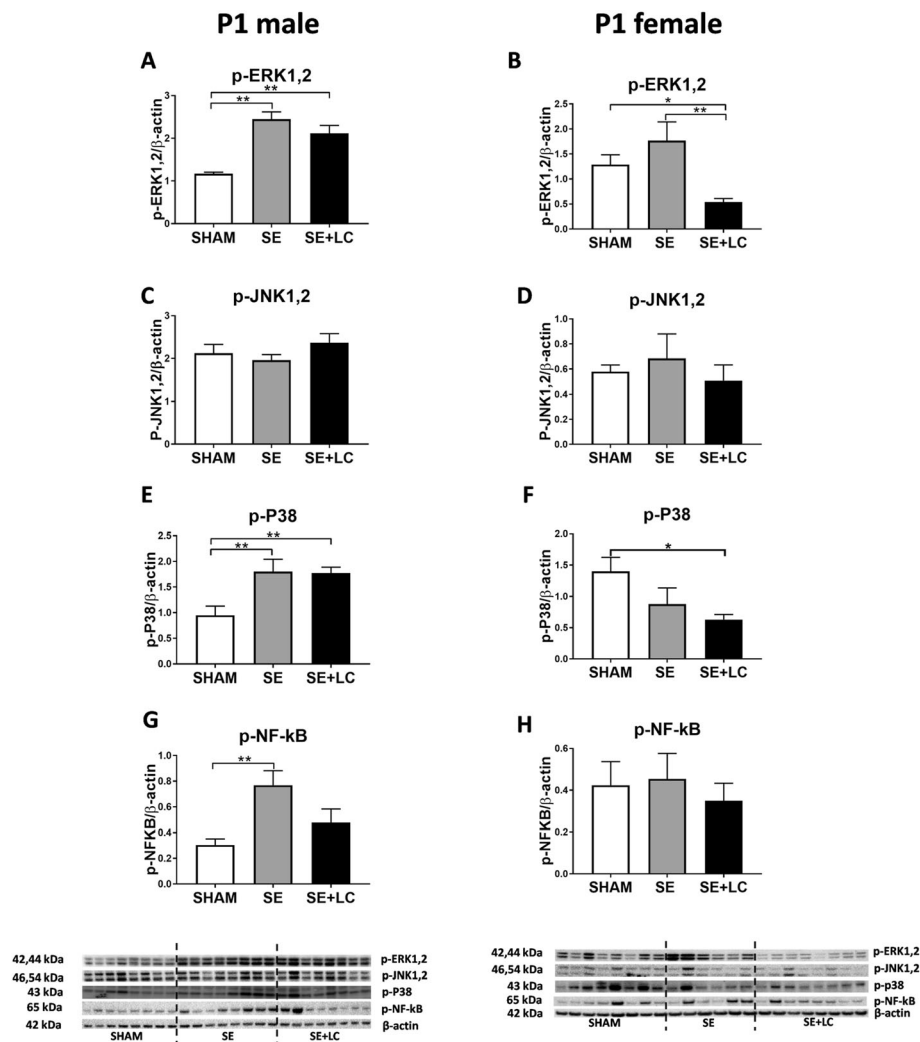 P1 male
P1 female
A
p-ERK1,2
p-ERK1,2/β-actin
3
2
1
0
**
**
SHAM SE SE+LC
B
p-ERK1,2
p-ERK1,2/β-actin
2.5
2.0
1.5
1.0
0.5
0.0
*
**
SHAM SE SE+LC
C
p-JNK1,2
P-JNK1,2/β-actin
3
2
1
0
SHAM SE SE+LC
D
p-JNK1,2
P-JNK1,2/β-actin
1.0
0.8
0.6
0.4
0.2
0.0
SHAM SE SE+LC
E
p-P38
p-P38/β-actin
2.5
2.0
1.5
1.0
0.5
0.0
**
**
SHAM SE SE+LC
F
p-P38
p-P38/β-actin
2.0
1.5
1.0
0.5
0.0
*
SHAM SE SE+LC
G
p-NF-kB
p-NFKB/β-actin
1.0
0.8
0.6
0.4
0.2
0.0
**
SHAM SE SE+LC
H
p-NF-kB
p-NFKB/β-actin
0.6
0.4
0.2
0.0
SHAM SE SE+LC
42,44 kDa p-ERK1,2
46,54 kDa p-JNK1,2
43 kDa p-P38
65 kDa p-NF-kB
42 kDa β-actin
SHAM SE SE+LC
42,44 kDa p-ERK1,2
46,54 kDa p-JNK1,2
43 kDa p-p38
65 kDa p-NF-kB
42 kDa β-actin
SHAM SE SE+LC